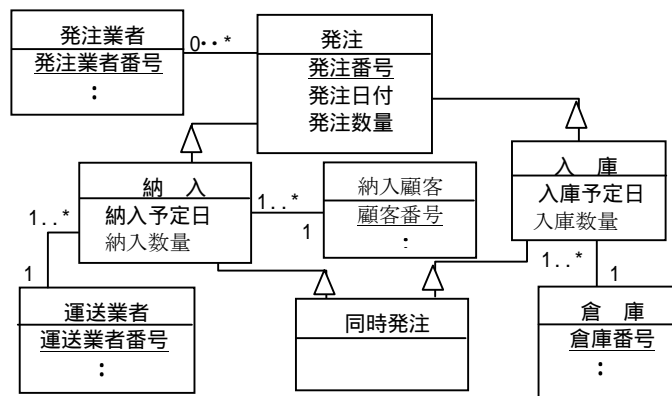 発注業者
発注業者番号
：
0・・*
発注
発注番号
発注日付
発注数量
納　入
納入予定日
納入数量
1..*
1
納入顧客
顧客番号
：
入　庫
入庫予定日
入庫数量
1..*
1
運送業者
運送業者番号
：
同時発注
1..*
1
倉　庫
倉庫番号
：